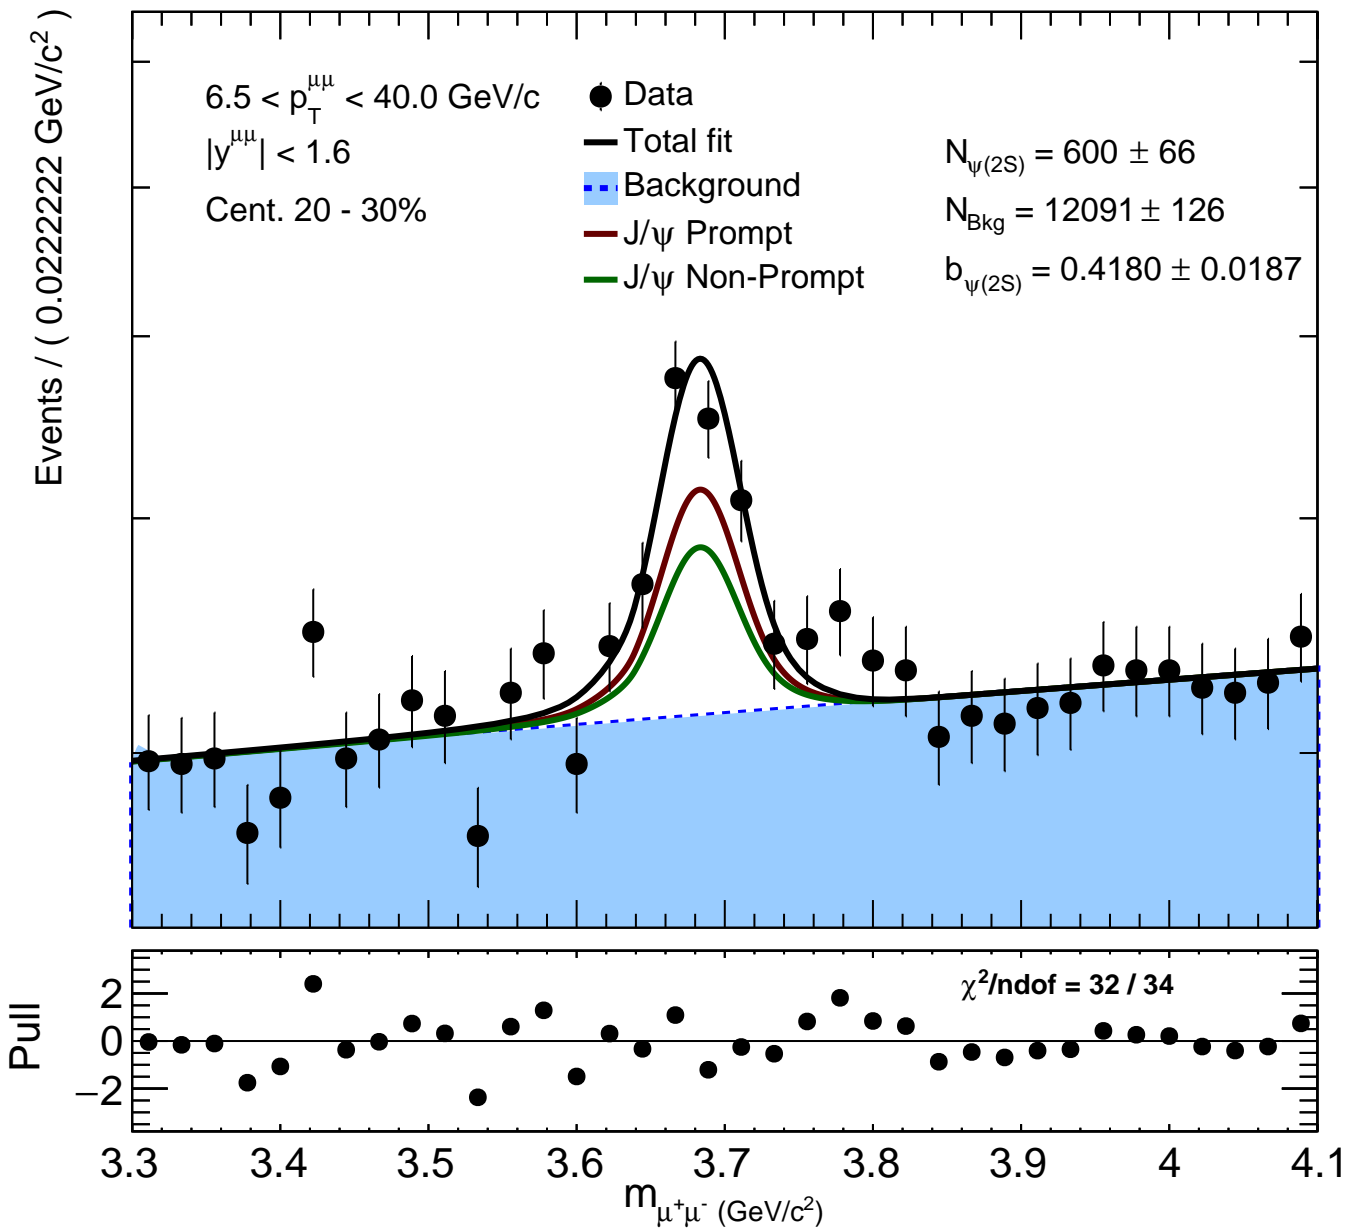 Events / ( 0.0222222 GeV/c²)
6.5 < p_T^μμ < 40.0 GeV/c
|y^μμ| < 1.6
Cent. 20 - 30%
Data
Total fit
Background
J/ψ Prompt
J/ψ Non-Prompt
N_ψ(2S) = 600 ± 66
N_Bkg = 12091 ± 126
b_ψ(2S) = 0.4180 ± 0.0187
Pull
2
0
−2
χ²/ndof = 32 / 34
3.3 3.4 3.5 3.6 3.7 3.8 3.9 4 4.1
m_μ⁺μ⁻ (GeV/c²)